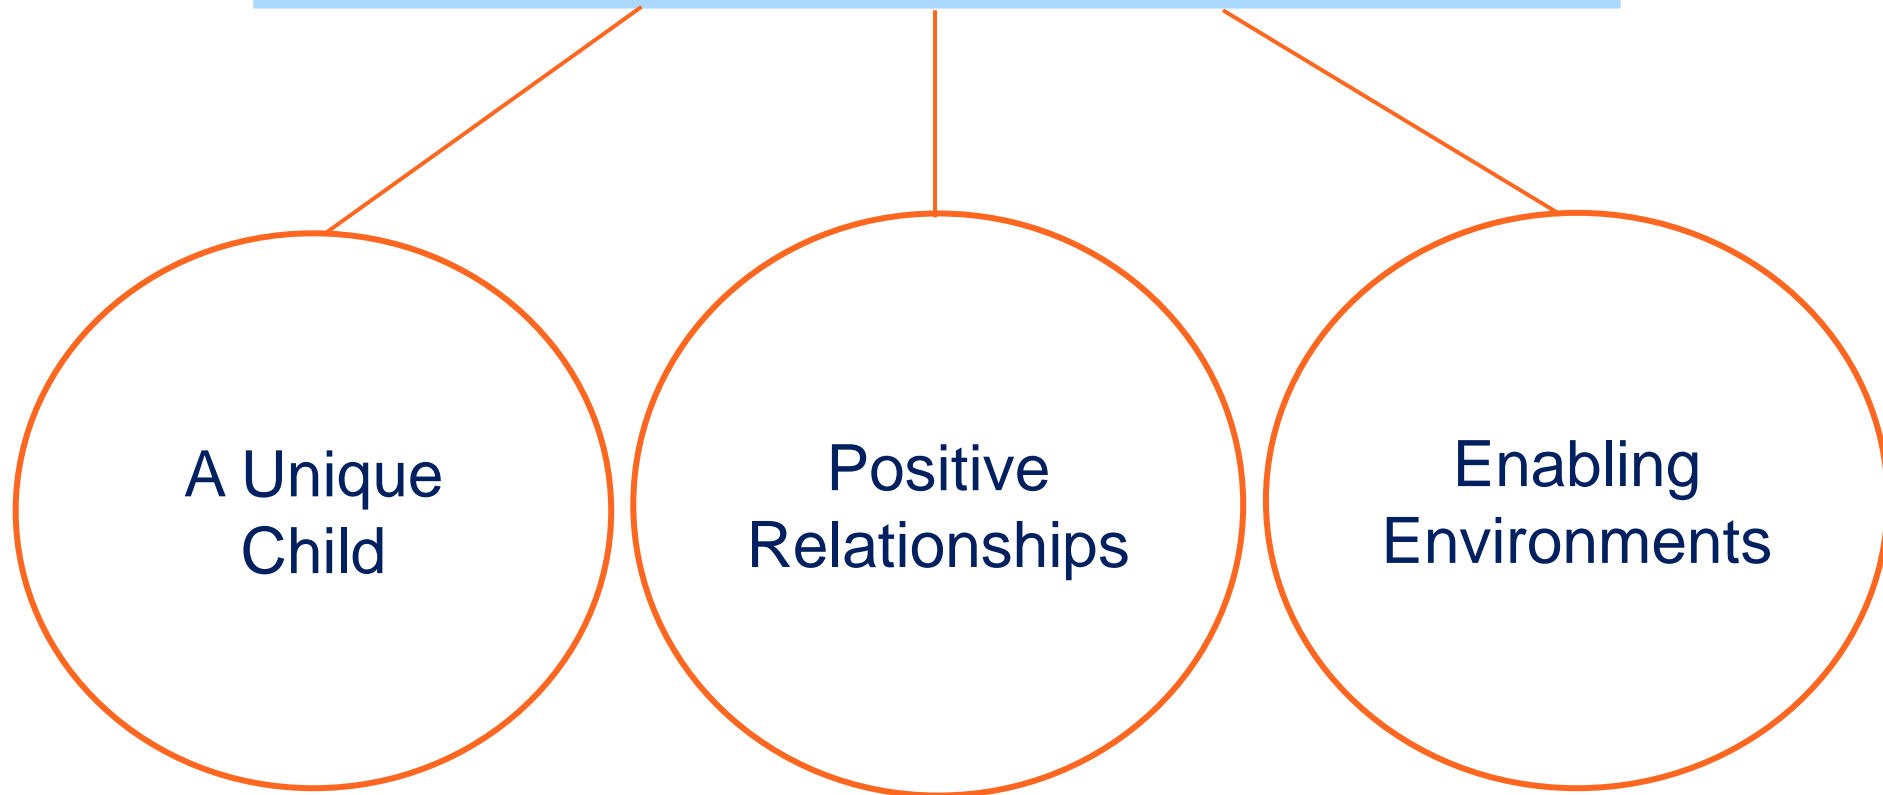 A Unique
Child
Positive
Relationships
Enabling
Environments